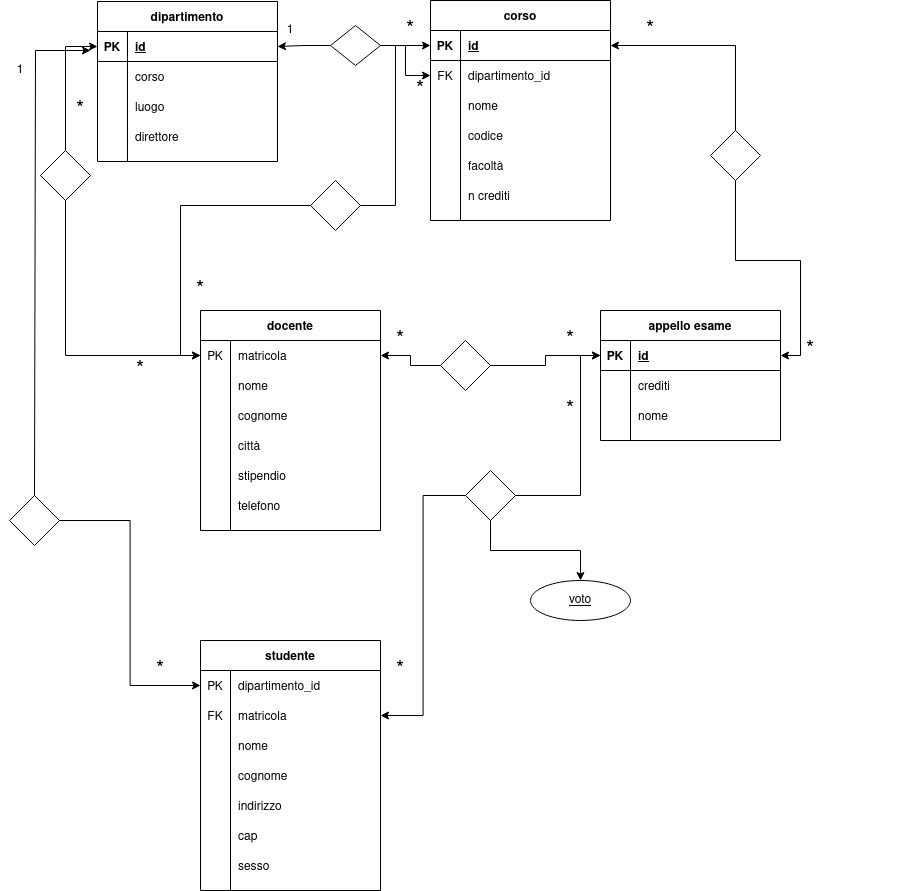 dipartimento
PK id
corso
luogo
direttore
1
*
corso
PK id
FK dipartimento_id
nome
codice
facoltà
n crediti
*
*
1
*
*
*
docente
PK matricola
nome
cognome
città
stipendio
telefono
*
*
*
appello esame
PK id
crediti
nome
*
voto
*
studente
PK dipartimento_id
FK matricola
nome
cognome
indirizzo
cap
sesso
*